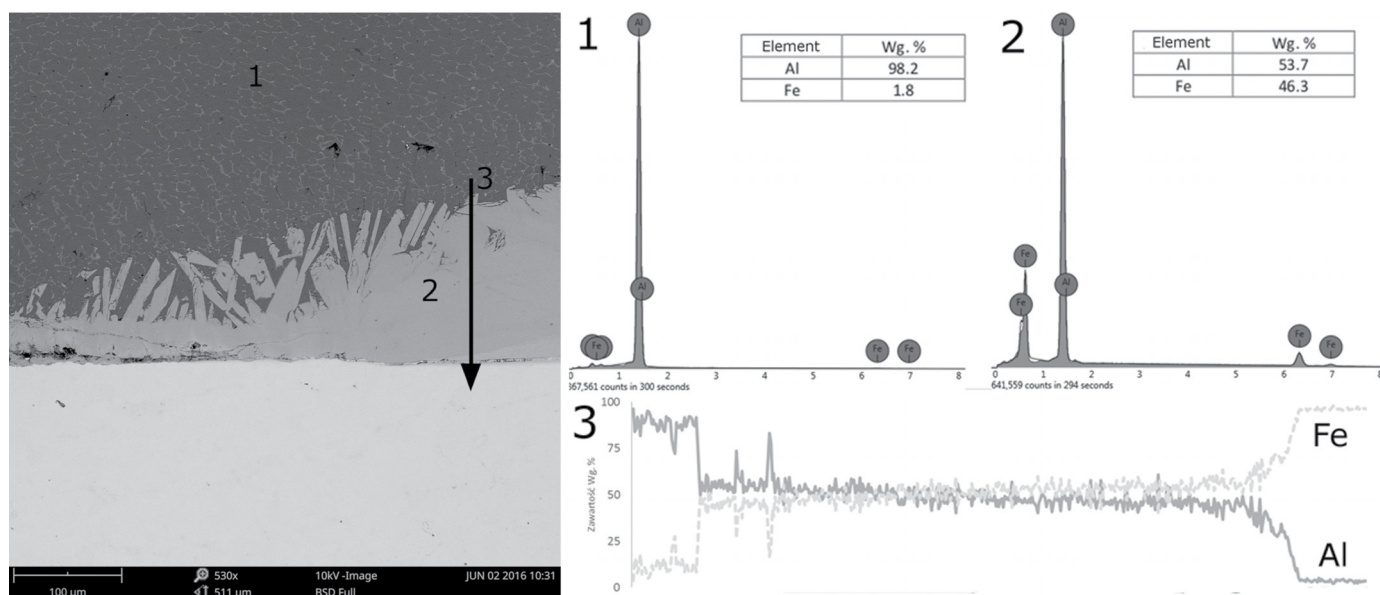 1
3
2
100 µm
530x
511 µm
10kV -Image
BSD Full
JUN 02 2016 10:31
1
Al
Element Wg. %
Al 98.2
Fe 1.8
Al
Fe
Fe
Fe
0 1 2 3 4 5 6 7 8
367,561 counts in 300 seconds
2
Al
Element Wg. %
Al 53.7
Fe 46.3
Fe
Al
Fe
Fe
Fe
0 1 2 3 4 5 6 7 8
641,559 counts in 294 seconds
3
Zawartość Wg. %
100
75
50
25
0
Fe
Al